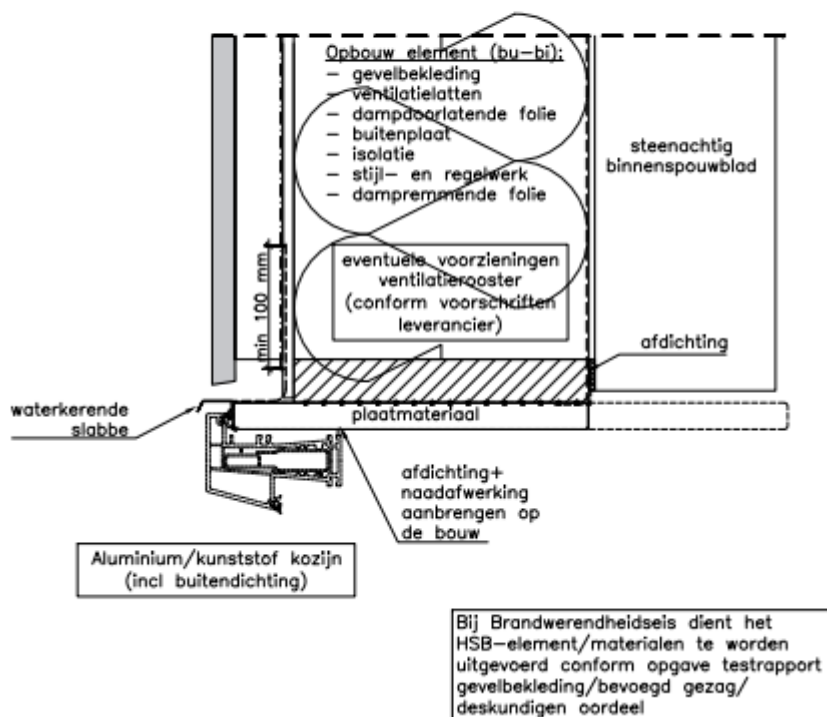 Opbouw element (bu-bi):
- gevelbekleding
- ventilatielatten
- dampdoorlatende folie
- buitenplaat
- isolatie
- stijl- en regelwerk
- dampremmende folie
steenachtig
binnenspouwblad
eventuele voorzieningen
ventilatierooster
(conform voorschriften
leverancier)
min 100 mm
afdichting
waterkerende
slabbe
plaatmateriaal
afdichting+
naadafwerking
aanbrengen op
de bouw
Aluminium/kunststof kozijn
(incl buitendichting)
Bij Brandwerendheidseis dient het
HSB-element/materialen te worden
uitgevoerd conform opgave testrapport
gevelbekleding/bevoegd gezag/
deskundigen oordeel